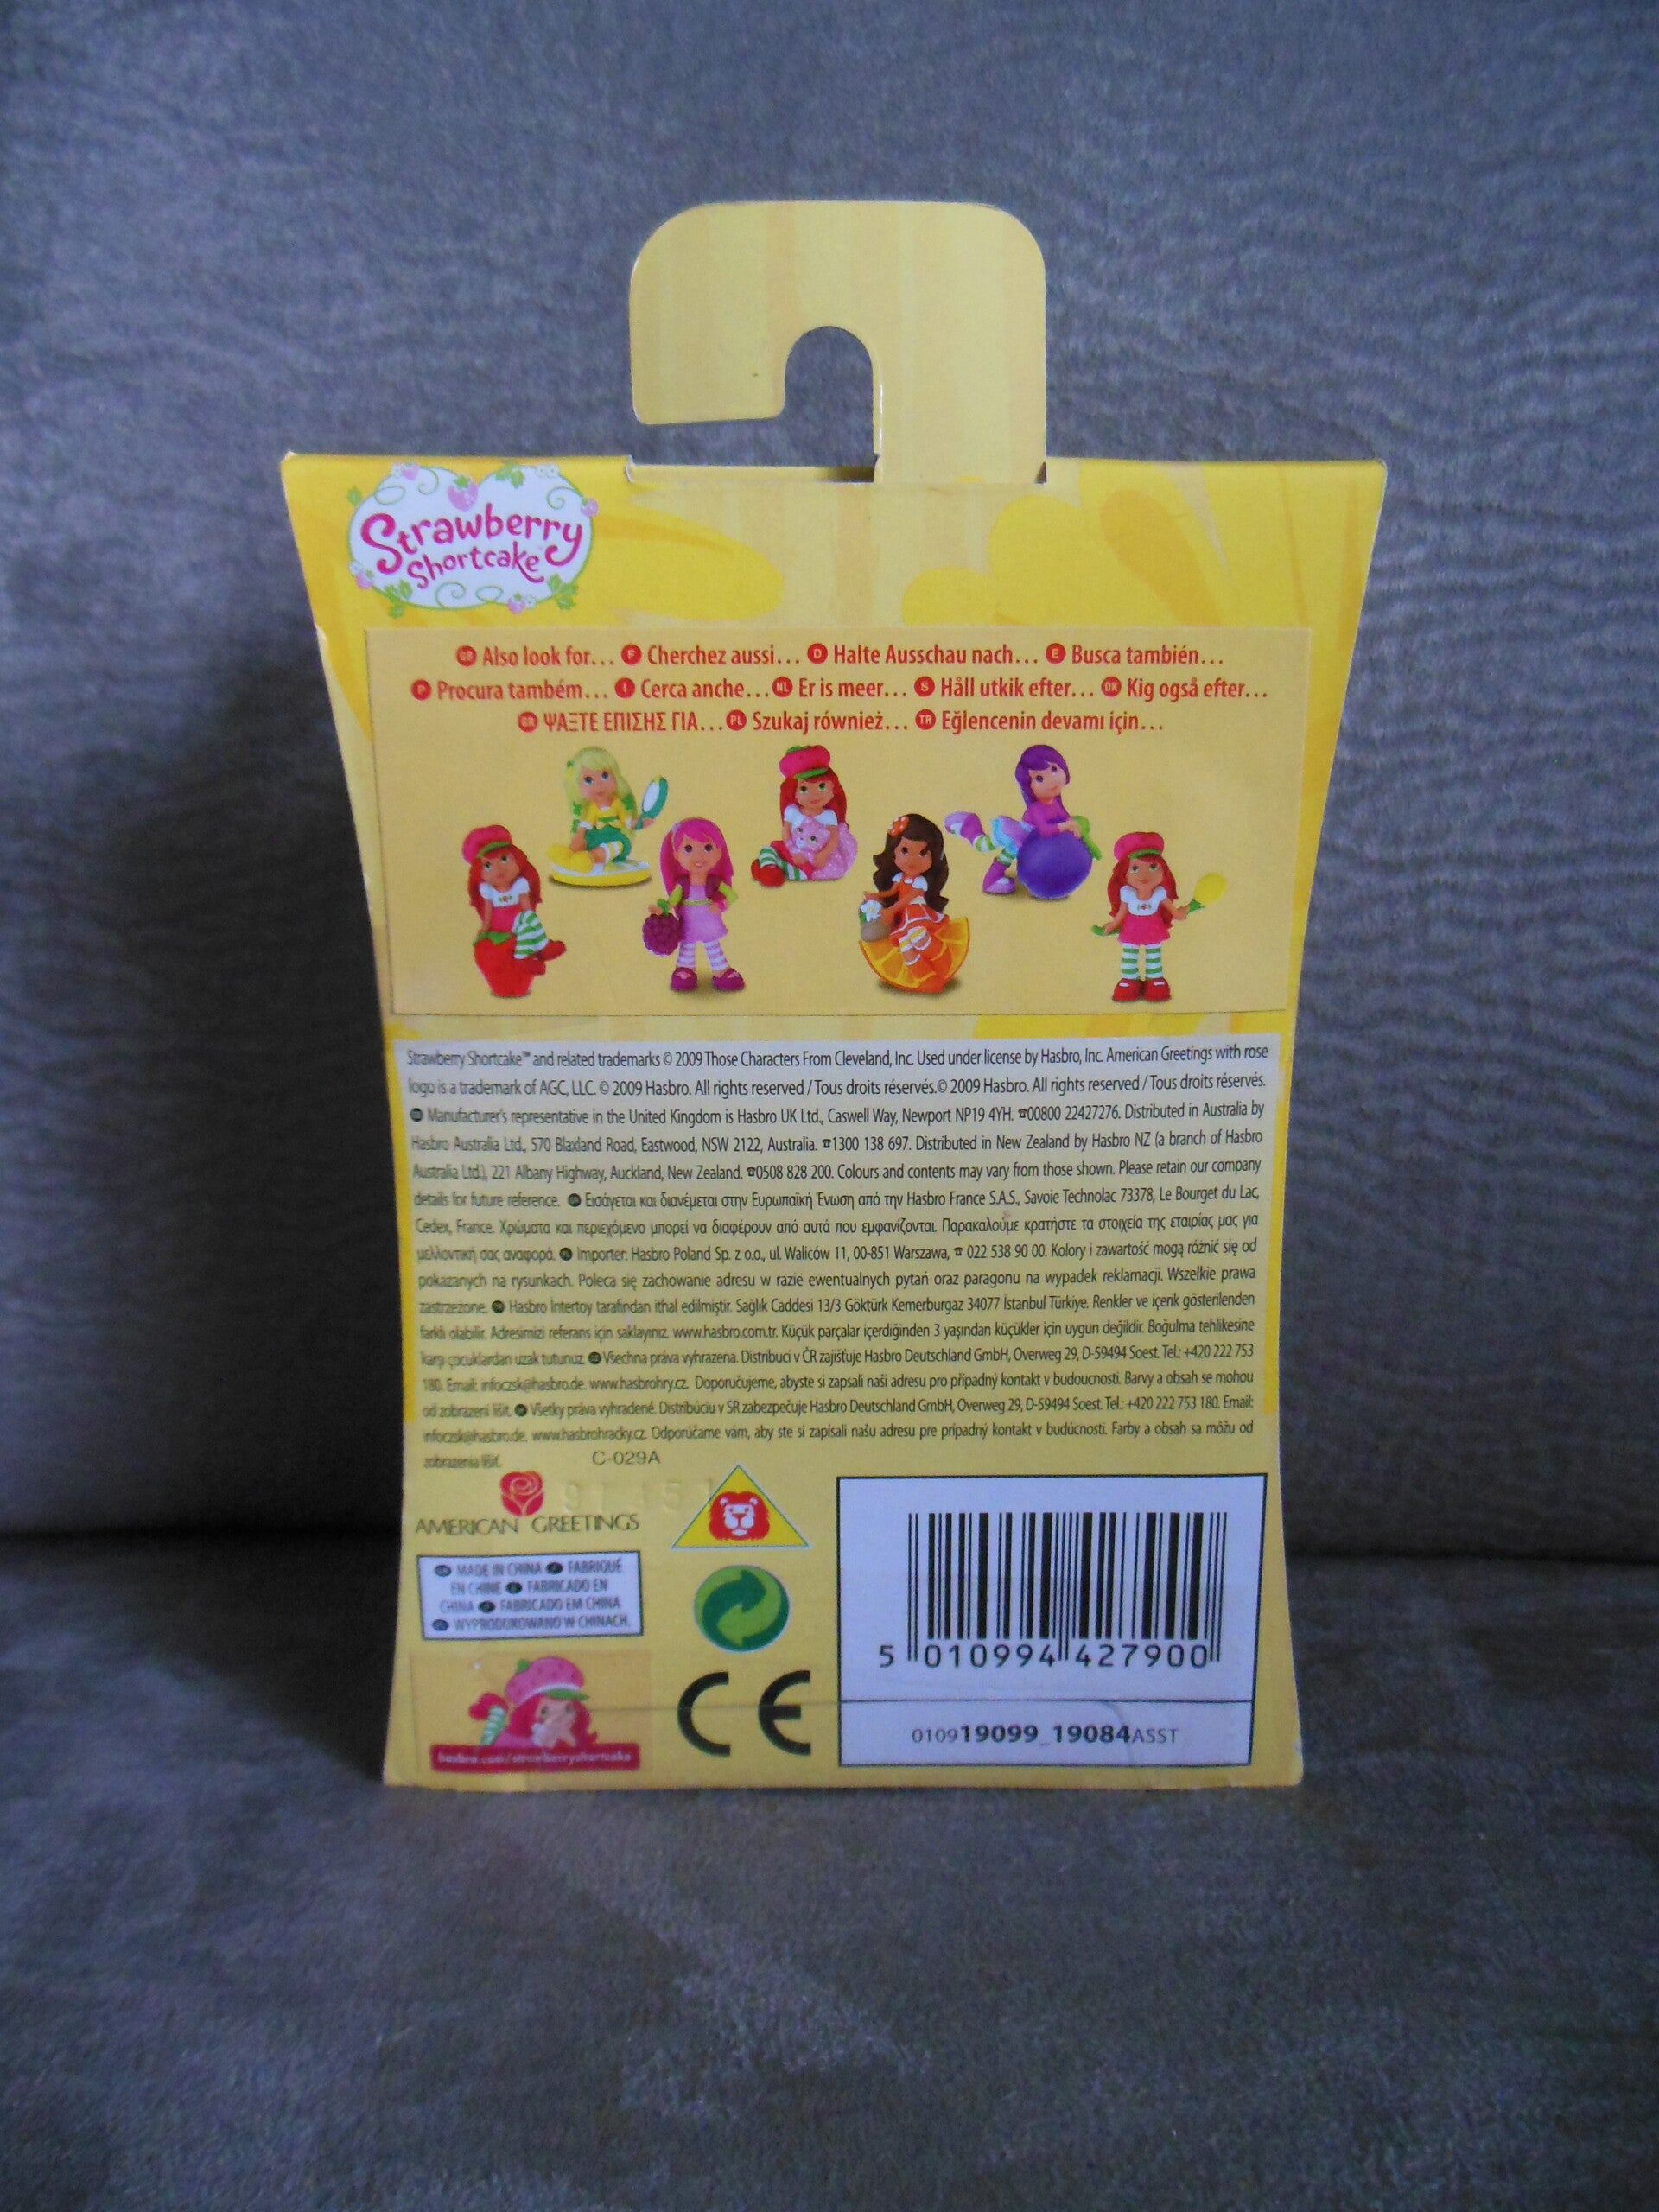 Strawberry
Shortcake™
GB Also look for... F Cherchez aussi... D Halte Ausschau nach... E Busca también...
P Procura também... I Cerca anche... NL Er is meer... S Håll utkik efter... DK Kig også efter...
GR ΨΑΞΤΕ ΕΠΙΣΗΣ ΓΙΑ... PL Szukaj również... TR Eğlencenin devamı için...
Strawberry Shortcake™ and related trademarks © 2009 Those Characters From Cleveland, Inc. Used under license by Hasbro, Inc. American Greetings with rose
logo is a trademark of AGC, LLC. © 2009 Hasbro. All rights reserved / Tous droits réservés.© 2009 Hasbro. All rights reserved / Tous droits réservés.
Manufacturer's representative in the United Kingdom is Hasbro UK Ltd., Caswell Way, Newport NP19 4YH. ☎00800 22427276. Distributed in Australia by
Hasbro Australia Ltd., 570 Blaxland Road, Eastwood, NSW 2122, Australia. ☎1300 138 697. Distributed in New Zealand by Hasbro NZ (a branch of Hasbro
Australia Ltd.), 221 Albany Highway, Auckland, New Zealand. ☎0508 828 200. Colours and contents may vary from those shown. Please retain our company
details for future reference. Εισάγεται και διανέμεται στην Ευρωπαϊκή Ένωση από την Hasbro France S.A.S., Savoie Technolac 73378, Le Bourget du Lac,
Cedex, France. Χρώματα και περιεχόμενο μπορεί να διαφέρουν από αυτά που εμφανίζονται. Παρακαλούμε κρατήστε τα στοιχεία της εταιρίας μας για
μελλοντική σας αναφορά. Importer: Hasbro Poland Sp. z o.o., ul. Waliców 11, 00-851 Warszawa, ☎ 022 538 90 00. Kolory i zawartość mogą różnić się od
pokazanych na rysunkach. Poleca się zachowanie adresu w razie ewentualnych pytań oraz paragonu na wypadek reklamacji. Wszelkie prawa
zastrzeżone. Hasbro Intertoy tarafından ithal edilmiştir. Sağlık Caddesi 13/3 Göktürk Kemerburgaz 34077 İstanbul Türkiye. Renkler ve içerik gösterilenden
farklı olabilir. Adresimizi referans için saklayınız. www.hasbro.com.tr. Küçük parçalar içerdiğinden 3 yaşından küçükler için uygun değildir. Boğulma tehlikesine
karşı çocuklardan uzak tutunuz. Všechna práva vyhrazena. Distribuci v ČR zajišťuje Hasbro Deutschland GmbH, Overweg 29, D-59494 Soest. Tel.: +420 222 753
180. Email: infoczsk@hasbro.de. www.hasbrohry.cz. Doporučujeme, abyste si zapsali naši adresu pro případný kontakt v budoucnosti. Barvy a obsah se mohou
od zobrazení lišit. Všetky práva vyhradené. Distribúciu v SR zabezpečuje Hasbro Deutschland GmbH, Overweg 29, D-59494 Soest. Tel.: +420 222 753 180. Email:
infoczsk@hasbro.de. www.hasbrohracky.cz. Odporúčame vám, aby ste si zapísali našu adresu pre prípadný kontakt v budúcnosti. Farby a obsah sa môžu od
zobrazenia líšiť. C-029A
AMERICAN GREETINGS
MADE IN CHINA FABRIQUÉ
EN CHINE FABRICADO EN
CHINA FABRICADO EM CHINA
WYPRODUKOWANO W CHINACH.
hasbro.com/strawberryshortcake
CE
5 010994 427900
010919099_19084ASST